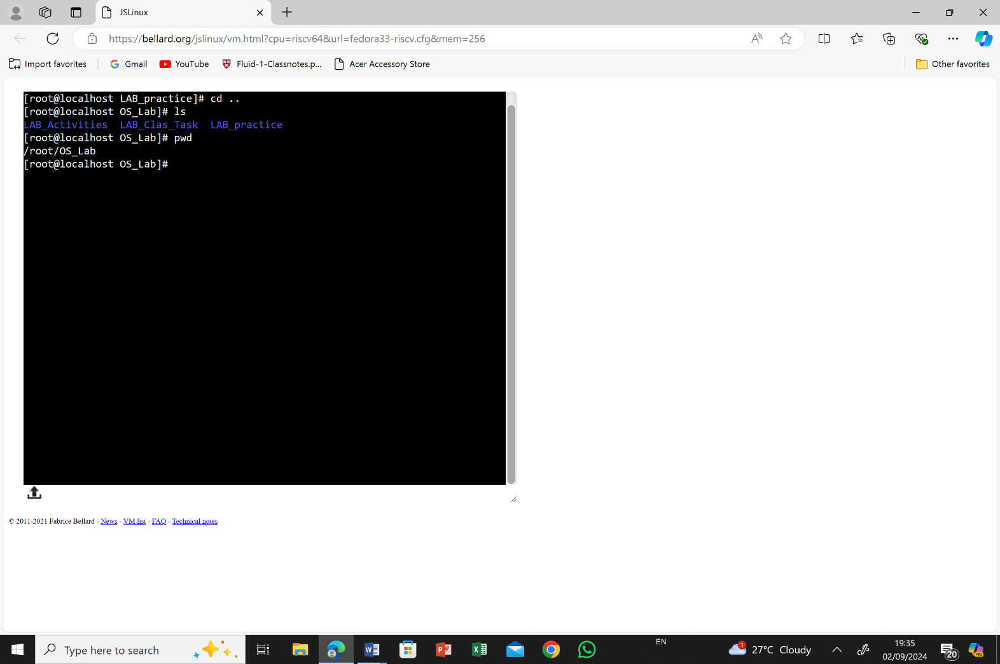 JSLinux
https://bellard.org/jslinux/vm.html?cpu=riscv64&url=fedora33-riscv.cfg&mem=256
Import favorites Gmail YouTube Fluid-1-Classnotes.p... Acer Accessory Store Other favorites
[root@localhost LAB_practice]# cd ..
[root@localhost OS_Lab]# ls
LAB_Activities LAB_Clas_Task LAB_practice
[root@localhost OS_Lab]# pwd
/root/OS_Lab
[root@localhost OS_Lab]#
© 2011-2021 Fabrice Bellard - News - VM list - FAQ - Technical notes
Type here to search
EN
1
27°C Cloudy
19:35
02/09/2024
20